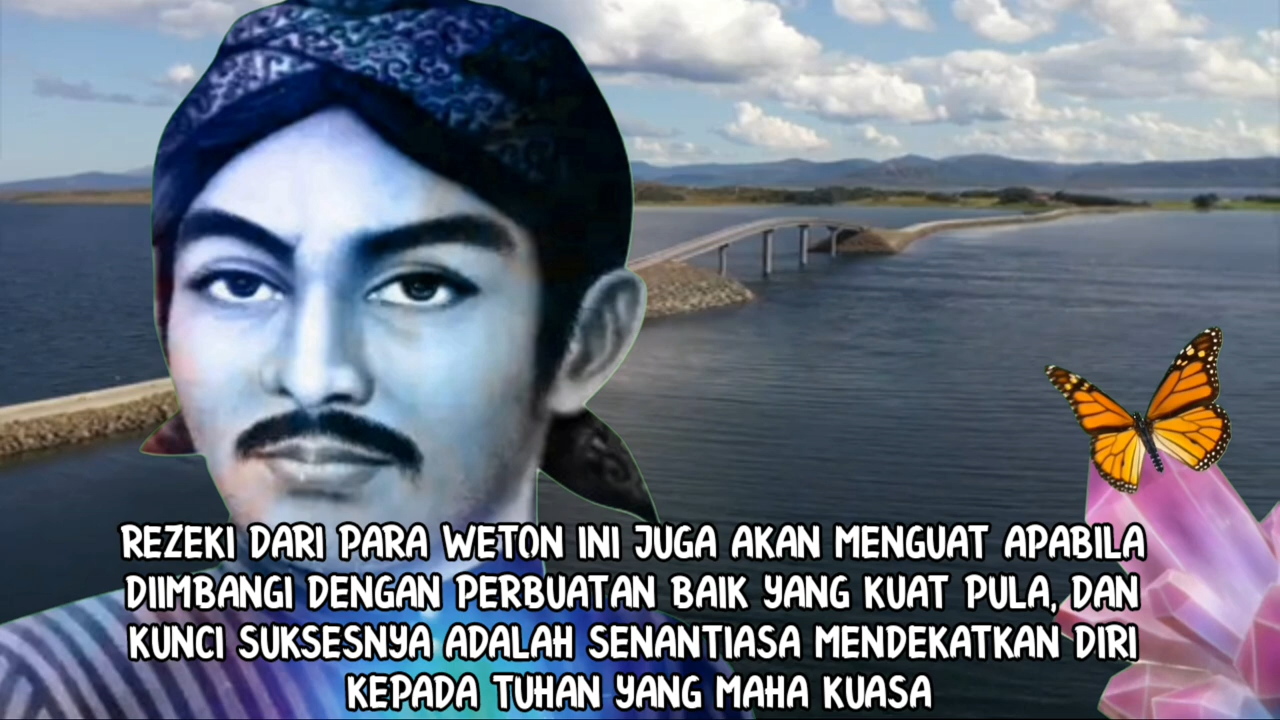 REZEKI DARI PARA WETON INI JUGA AKAN MENGUAT APABILA
DIIMBANGI DENGAN PERBUATAN BAIK YANG KUAT PULA, DAN
KUNCI SUKSESNYA ADALAH SENANTIASA MENDEKATKAN DIRI
KEPADA TUHAN YANG MAHA KUASA